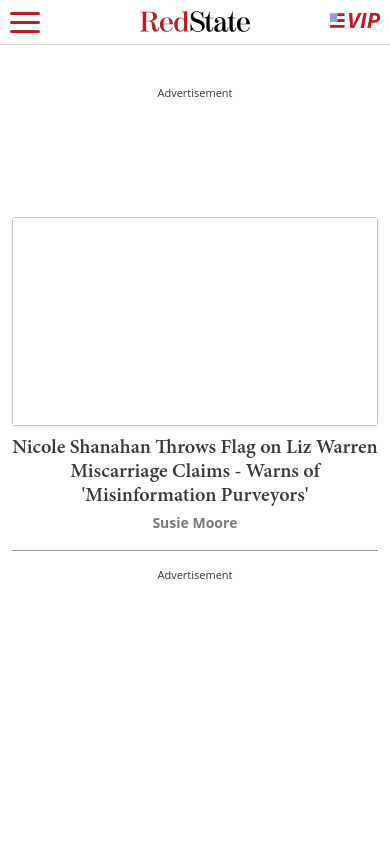 RedState
VIP
Advertisement
Nicole Shanahan Throws Flag on Liz Warren
Miscarriage Claims - Warns of
'Misinformation Purveyors'
Susie Moore
Advertisement